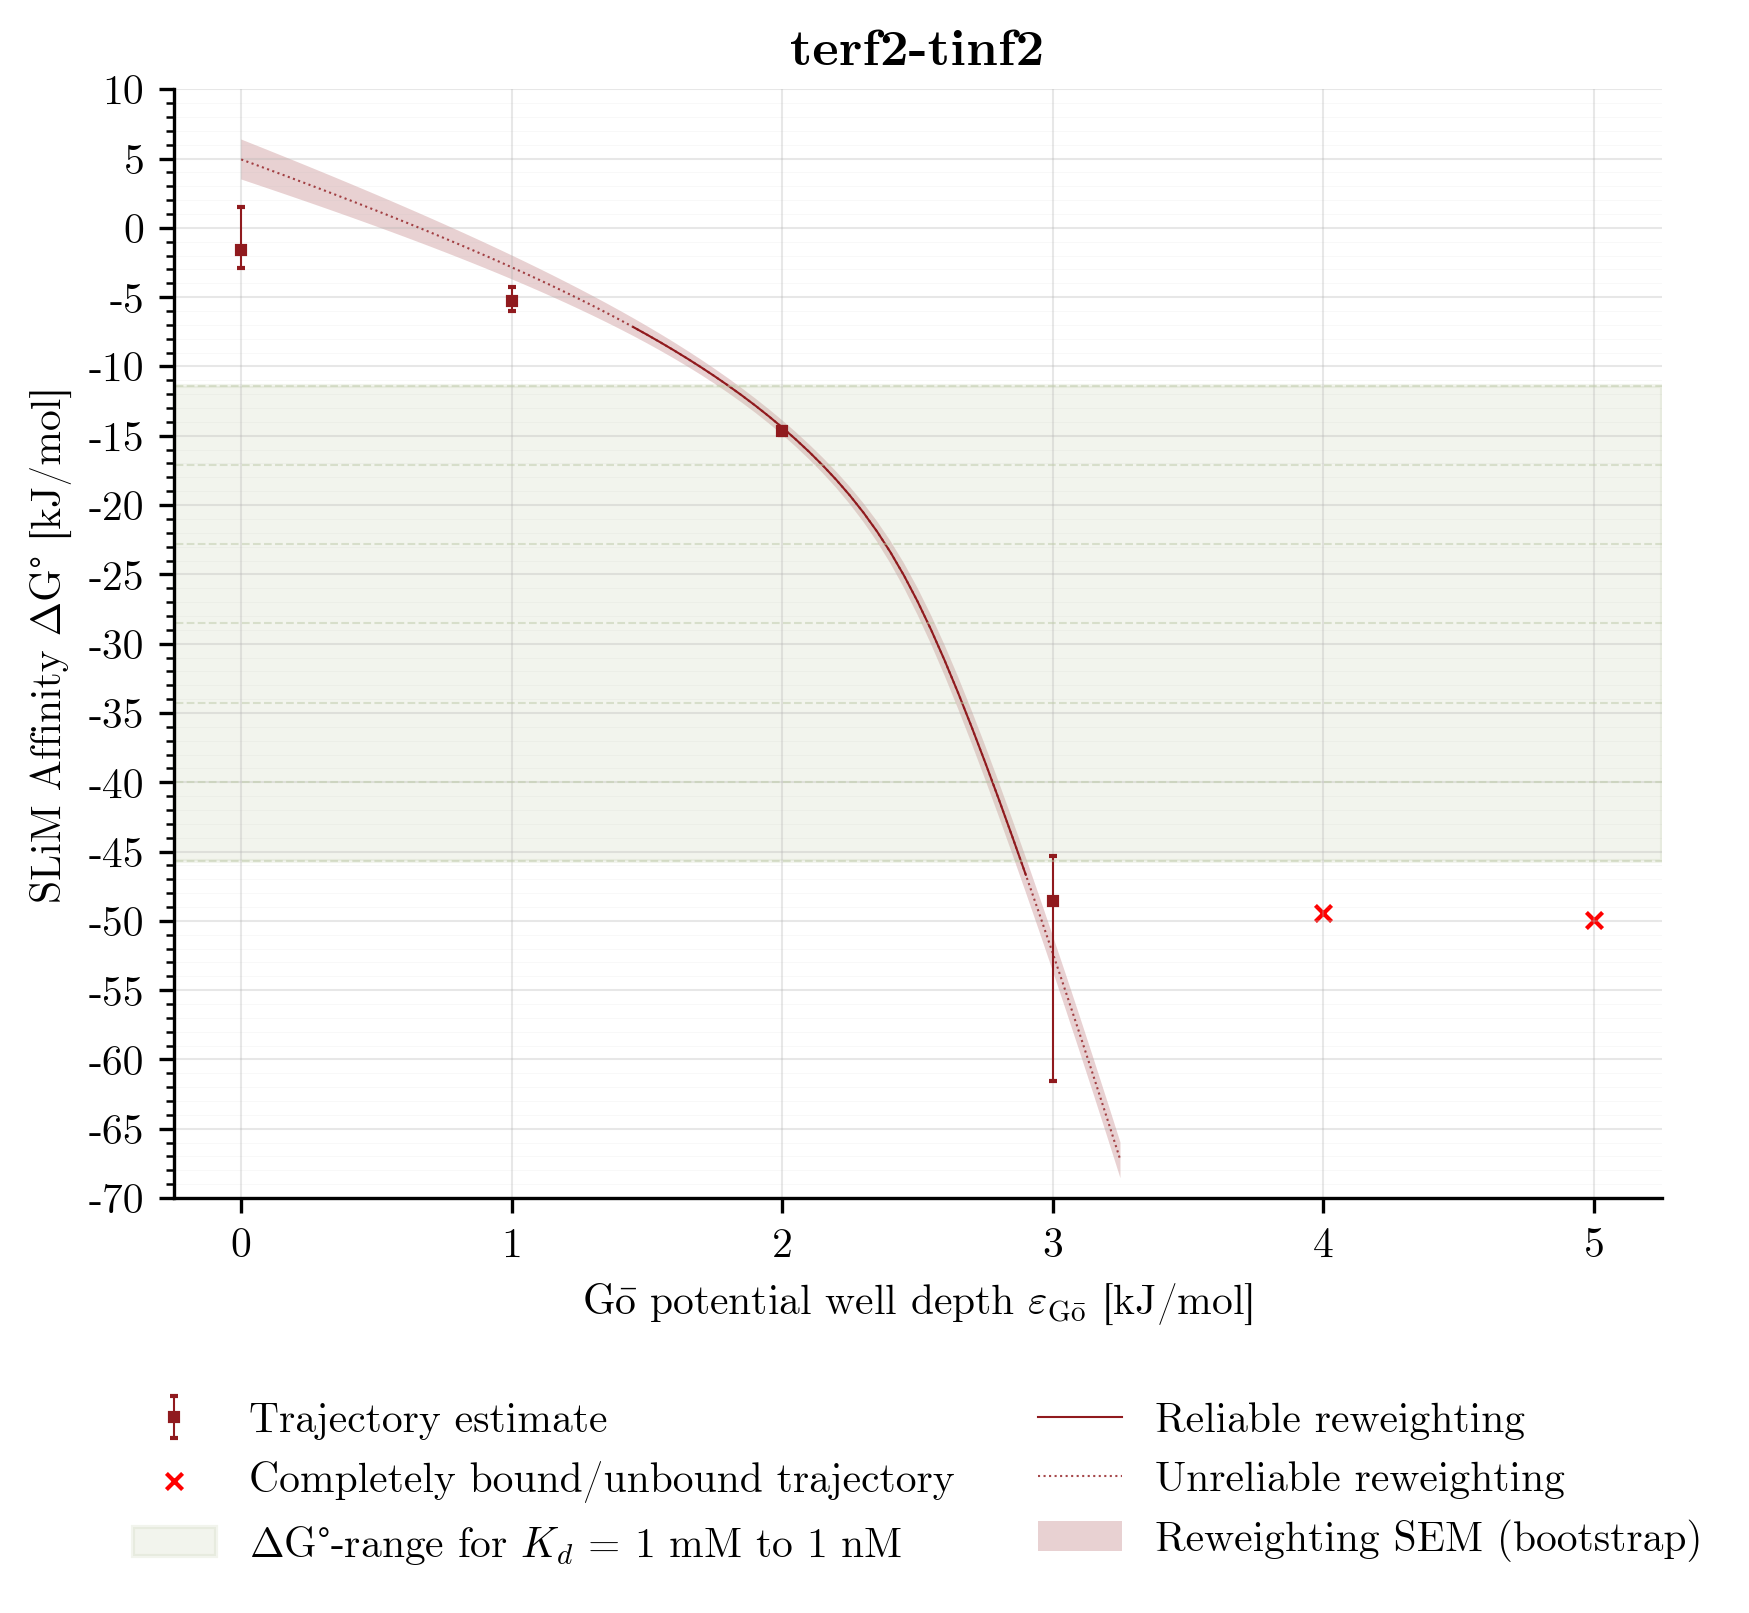 terf2-tinf2
10
5
0
-5
-10
-15
-20
-25
-30
-35
-40
-45
-50
-55
-60
-65
-70
SLiM Affinity ΔG° [kJ/mol]
0 1 2 3 4 5
Gō potential well depth εGō [kJ/mol]
Trajectory estimate
Completely bound/unbound trajectory
ΔG°-range for Kd = 1 mM to 1 nM
Reliable reweighting
Unreliable reweighting
Reweighting SEM (bootstrap)